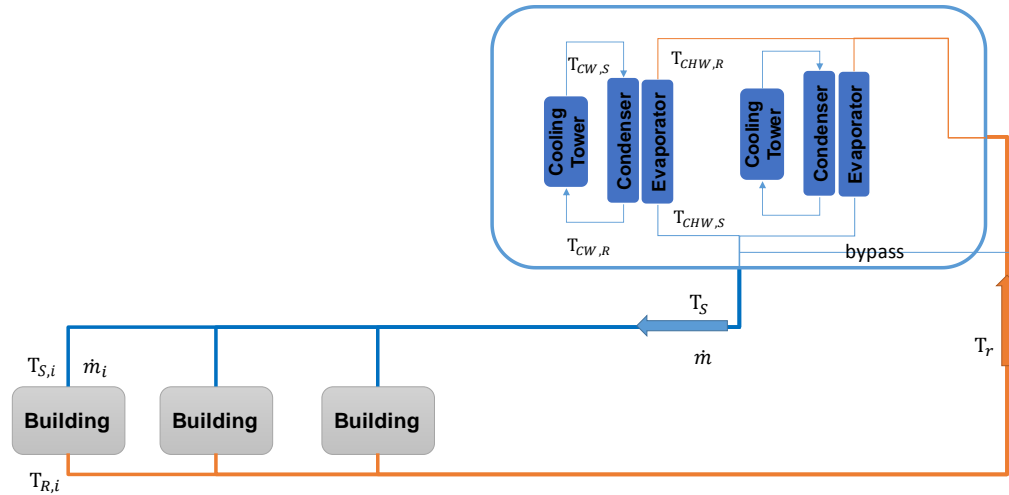 T_{CW,S}
T_{CHW,R}
Cooling
Tower
Condenser
Evaporator
Cooling
Tower
Condenser
Evaporator
T_{CHW,S}
T_{CW,R}
bypass
T_S
ṁ
T_r
T_{S,i}
ṁ_i
Building
Building
Building
T_{R,i}